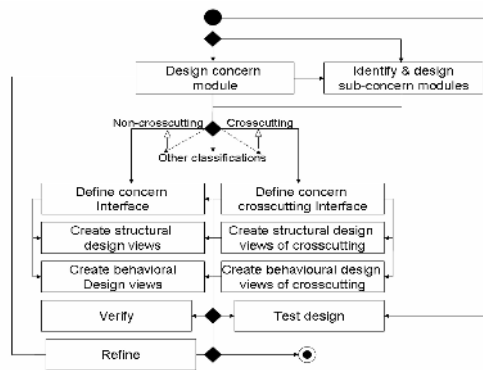 Design concern
module
Identify & design
sub-concern modules
Non-crosscutting
Crosscutting
Other classifications
Define concern
Interface
Define concern
crosscutting Interface
Create structural
design views
Create structural design
views of crosscutting
Create behavioral
Design views
Create behavioural design
views of crosscutting
Verify
Test design
Refine